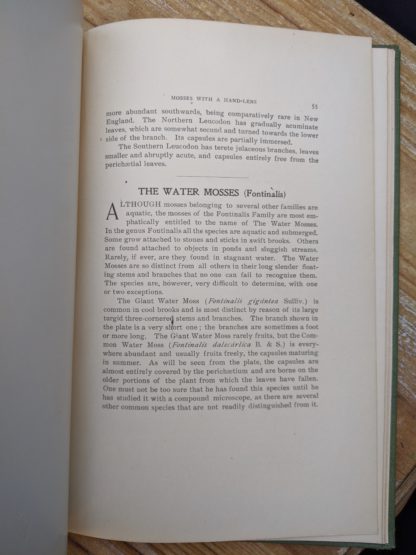 MOSSES WITH A HAND-LENS 55
more abundant southwards, being comparatively rare in New
England. The Northern Leucodon has gradually acuminate
leaves, which are somewhat secund and turned towards the lower
side of the branch. Its capsules are partially immersed.
The Southern Leucodon has terete julaceous branches, leaves
smaller and abruptly acute, and capsules entirely free from the
perichætial leaves.
THE WATER MOSSES (Fontinalis)
ALTHOUGH mosses belonging to several other families are
aquatic, the mosses of the Fontinalis Family are most em-
phatically entitled to the name of The Water Mosses.
In the genus Fontinalis all the species are aquatic and submerged.
Some grow attached to stones and sticks in swift brooks. Others
are found attached to objects in ponds and sluggish streams.
Rarely, if ever, are they found in stagnant water. The Water
Mosses are so distinct from all others in their long slender float-
ing stems and branches that no one can fail to recognize them.
The species are, however, very difficult to determine, with one
or two exceptions.
The Giant Water Moss (Fontinalis gigántea Sulliv.) is
common in cool brooks and is most distinct by reason of its large
turgid three-cornered stems and branches. The branch shown in
the plate is a very short one; the branches are sometimes a foot
or more long. The Giant Water Moss rarely fruits, but the Com-
mon Water Moss (Fontinalis dalecárlica B. & S.) is every-
where abundant and usually fruits freely, the capsules maturing
in summer. As will be seen from the plate, the capsules are
almost entirely covered by the perichætium and are borne on the
older portions of the plant from which the leaves have fallen.
One must not be too sure that he has found this species until he
has studied it with a compound microscope, as there are several
other common species that are not readily distinguished from it.